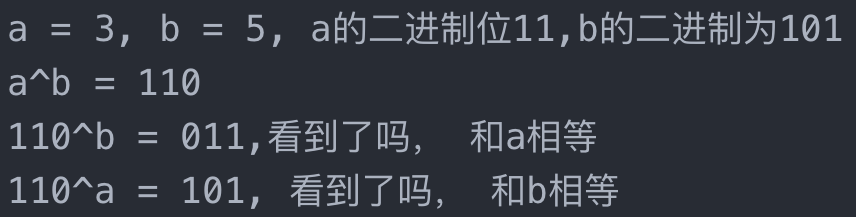 a = 3, b = 5, a的二进制位11,b的二进制为101
a^b = 110
110^b = 011,看到了吗， 和a相等
110^a = 101, 看到了吗， 和b相等